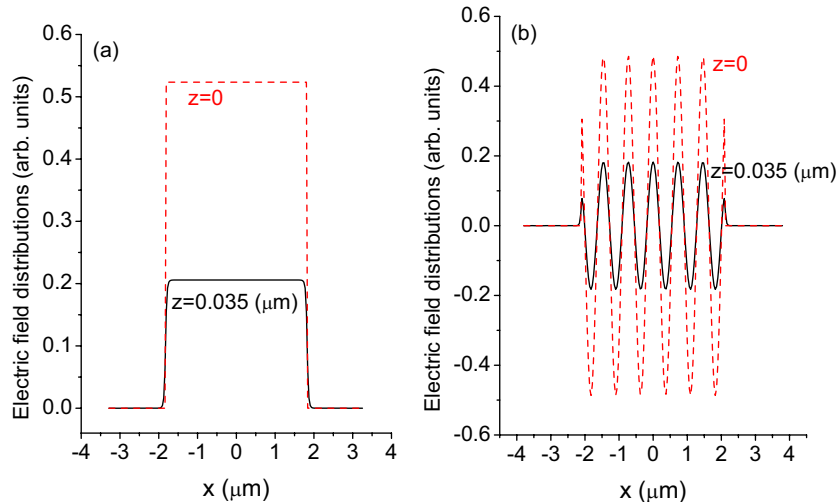 (a)
Electric field distributions (arb. units)
0.6
0.5
0.4
0.3
0.2
0.1
0.0
z=0
z=0.035 (μm)
-4 -3 -2 -1 0 1 2 3 4
x (μm)
(b)
Electric field distributions (arb. units)
0.6
0.4
0.2
0.0
-0.2
-0.4
-0.6
z=0
z=0.035 (μm)
-4 -3 -2 -1 0 1 2 3 4
x (μm)